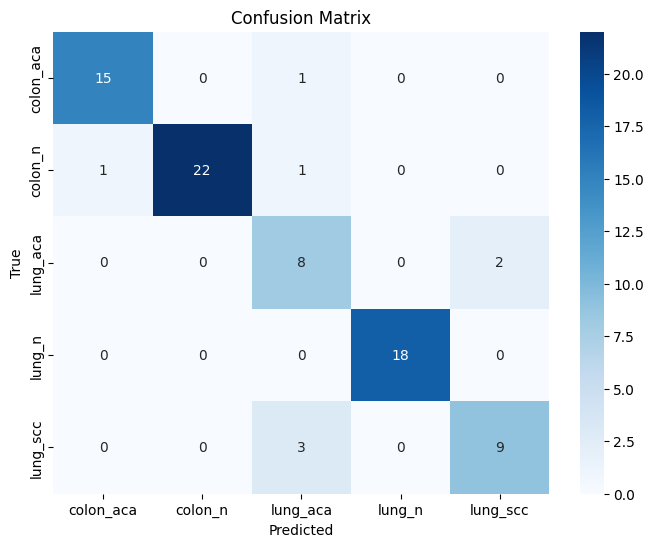 Confusion Matrix
colon_aca 15 0 1 0 0
colon_n 1 22 1 0 0
lung_aca 0 0 8 0 2
lung_n 0 0 0 18 0
lung_scc 0 0 3 0 9
colon_aca colon_n lung_aca lung_n lung_scc
Predicted
True
20.0
17.5
15.0
12.5
10.0
7.5
5.0
2.5
0.0